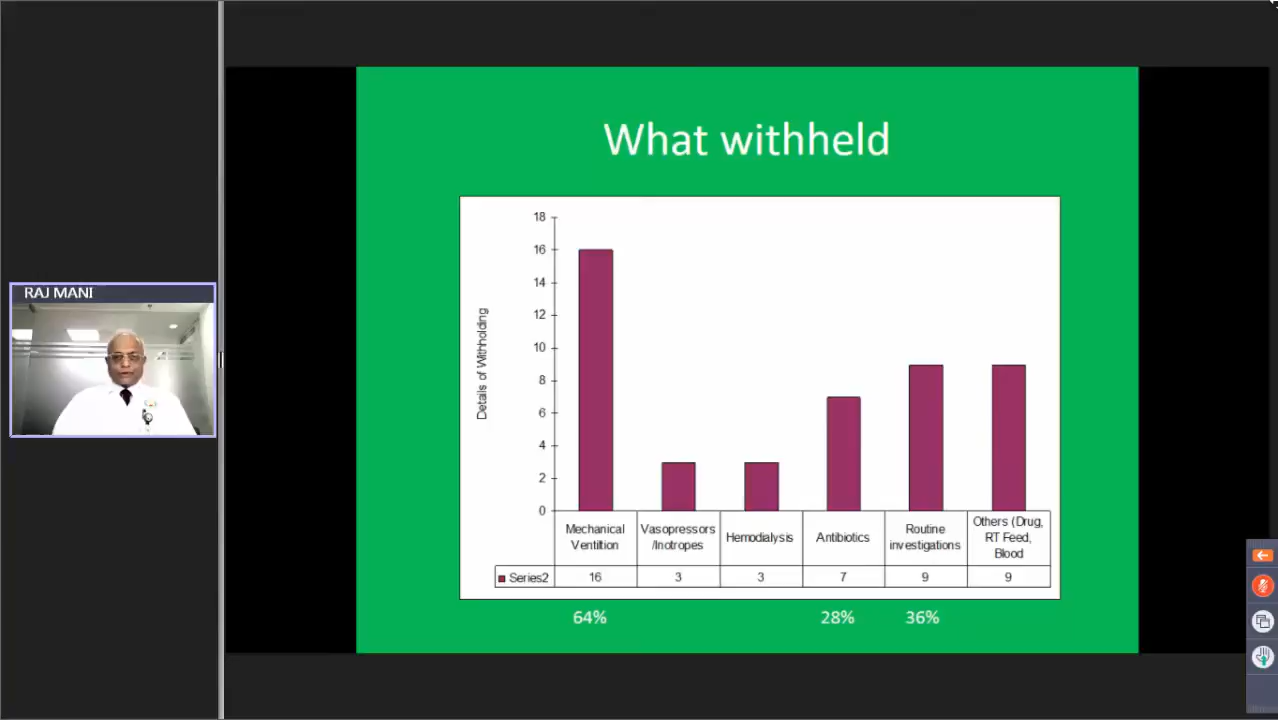 RAJ MANI
What withheld
Details of Withholding
18
16
14
12
10
8
6
4
2
0
Mechanical
Ventiltion
Vasopressors
/Inotropes
Hemodialysis
Antibiotics
Routine
investigations
Others (Drug,
RT Feed,
Blood
Series2 16 3 3 7 9 9
64% 28% 36%